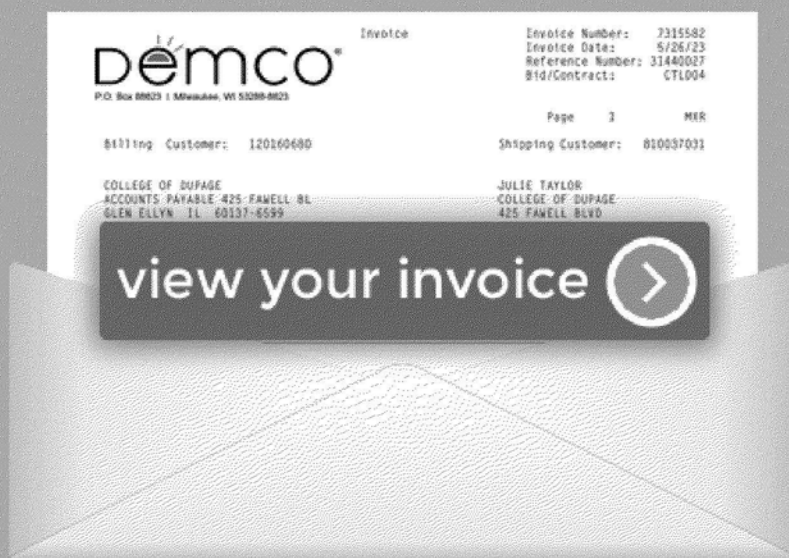 Invoice
Invoice Number: 7315582
Invoice Date: 5/26/23
Reference Number: 31440027
Bid/Contract: CTL004
Dēmco®
P.O. Box 88623 | Milwaukee, WI 53288-8623
Page 1 MXR
Billing Customer: 120160680
Shipping Customer: 810037031
COLLEGE OF DUPAGE
ACCOUNTS PAYABLE 425 FAWELL BL
GLEN ELLYN IL 60137-6599
JULIE TAYLOR
COLLEGE OF DUPAGE
425 FAWELL BLVD
view your invoice